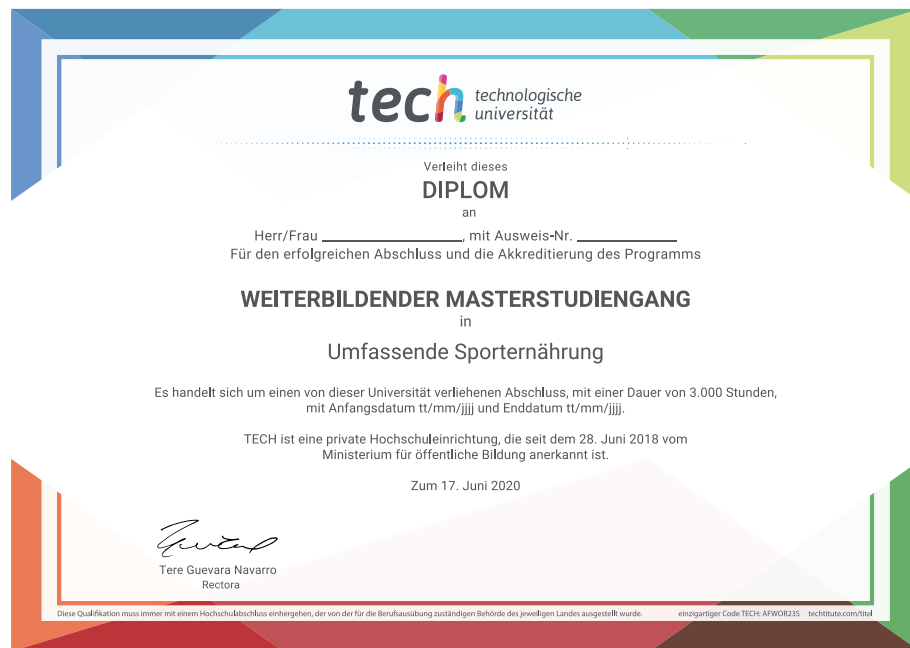 tech technologische
universität
Verleiht dieses
DIPLOM
an
Herr/Frau ____________________, mit Ausweis-Nr. ______________
Für den erfolgreichen Abschluss und die Akkreditierung des Programms
WEITERBILDENDER MASTERSTUDIENGANG
in
Umfassende Sporternährung
Es handelt sich um einen von dieser Universität verliehenen Abschluss, mit einer Dauer von 3.000 Stunden,
mit Anfangsdatum tt/mm/jjjj und Enddatum tt/mm/jjjj.
TECH ist eine private Hochschuleinrichtung, die seit dem 28. Juni 2018 vom
Ministerium für öffentliche Bildung anerkannt ist.
Zum 17. Juni 2020
Tere Guevara Navarro
Rectora
Diese Qualifikation muss immer mit einem Hochschulabschluss einhergehen, der von der für die Berufsausübung zuständigen Behörde des jeweiligen Landes ausgestellt wurde. einzigartiger Code TECH: AFWOR23S techtitute.com/titel